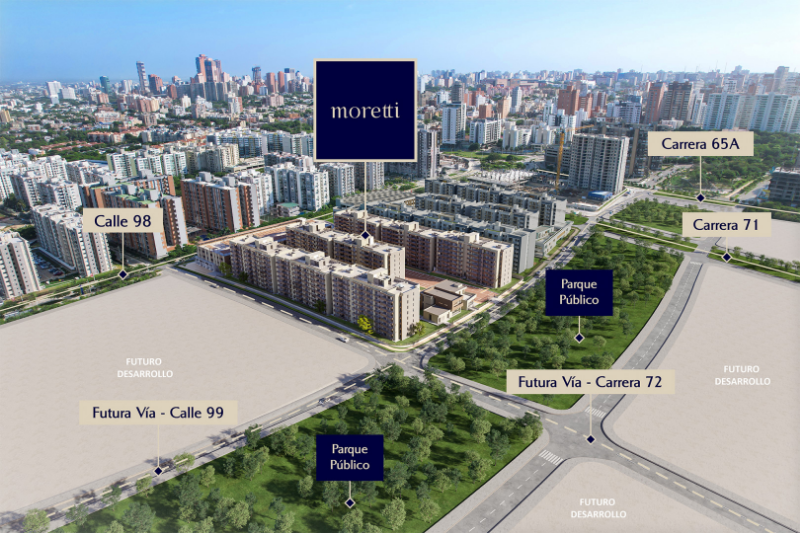 moretti
Carrera 65A
Calle 98
Carrera 71
Parque
Público
FUTURO
DESARROLLO
FUTURO
DESARROLLO
Futura Vía - Carrera 72
Futura Vía - Calle 99
Parque
Público
FUTURO
DESARROLLO